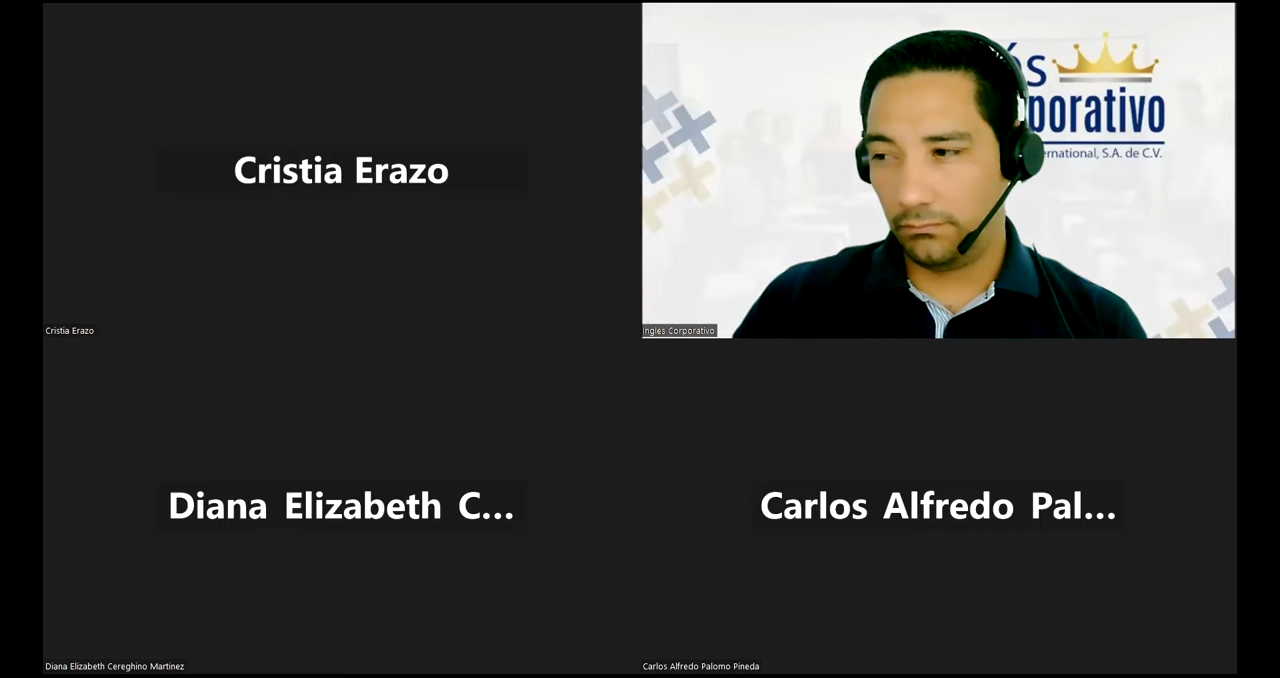 Cristia Erazo
és
porativo
ernational, S.A. de C.V.
Cristia Erazo
Ingles Corporativo
Diana Elizabeth C...
Carlos Alfredo Pal...
Diana Elizabeth Cereghino Martinez
Carlos Alfredo Palomo Pineda